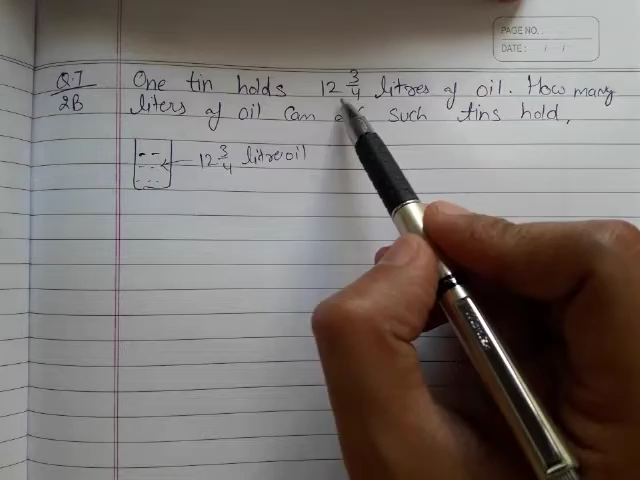 PAGE NO.
DATE: / /
Q.7 One tin holds 12 3/4 litres of oil. How many
2B liters of oil can such tins hold,
12 3/4 litre oil